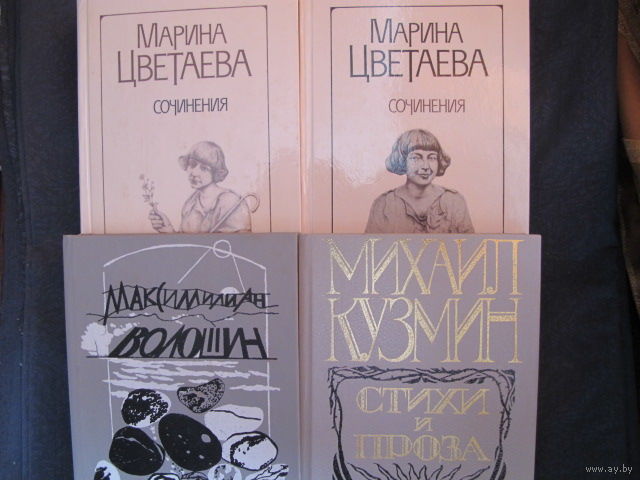 МАРИНА
ЦВЕТАЕВА
СОЧИНЕНИЯ
МАРИНА
ЦВЕТАЕВА
СОЧИНЕНИЯ
МАКСИМИЛИАН
ВОЛОШИН
МИХАИЛ
КУЗМИН
СТИХИ
И
ПРОЗА
www.ay.by